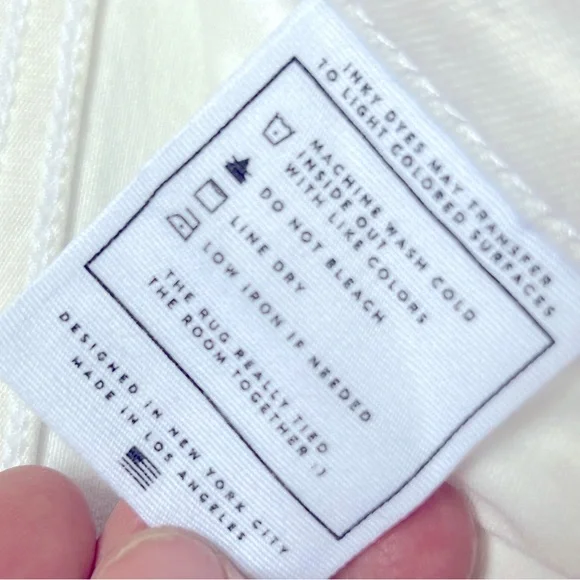 INKY DYES MAY TRANSFER
TO LIGHT COLORED SURFACES
MACHINE WASH COLD
INSIDE OUT
WITH LIKE COLORS
DO NOT BLEACH
LINE DRY
LOW IRON IF NEEDED
THE RUG REALLY TIED
THE ROOM TOGETHER !)
DESIGNED IN NEW YORK CITY
MADE IN LOS ANGELES